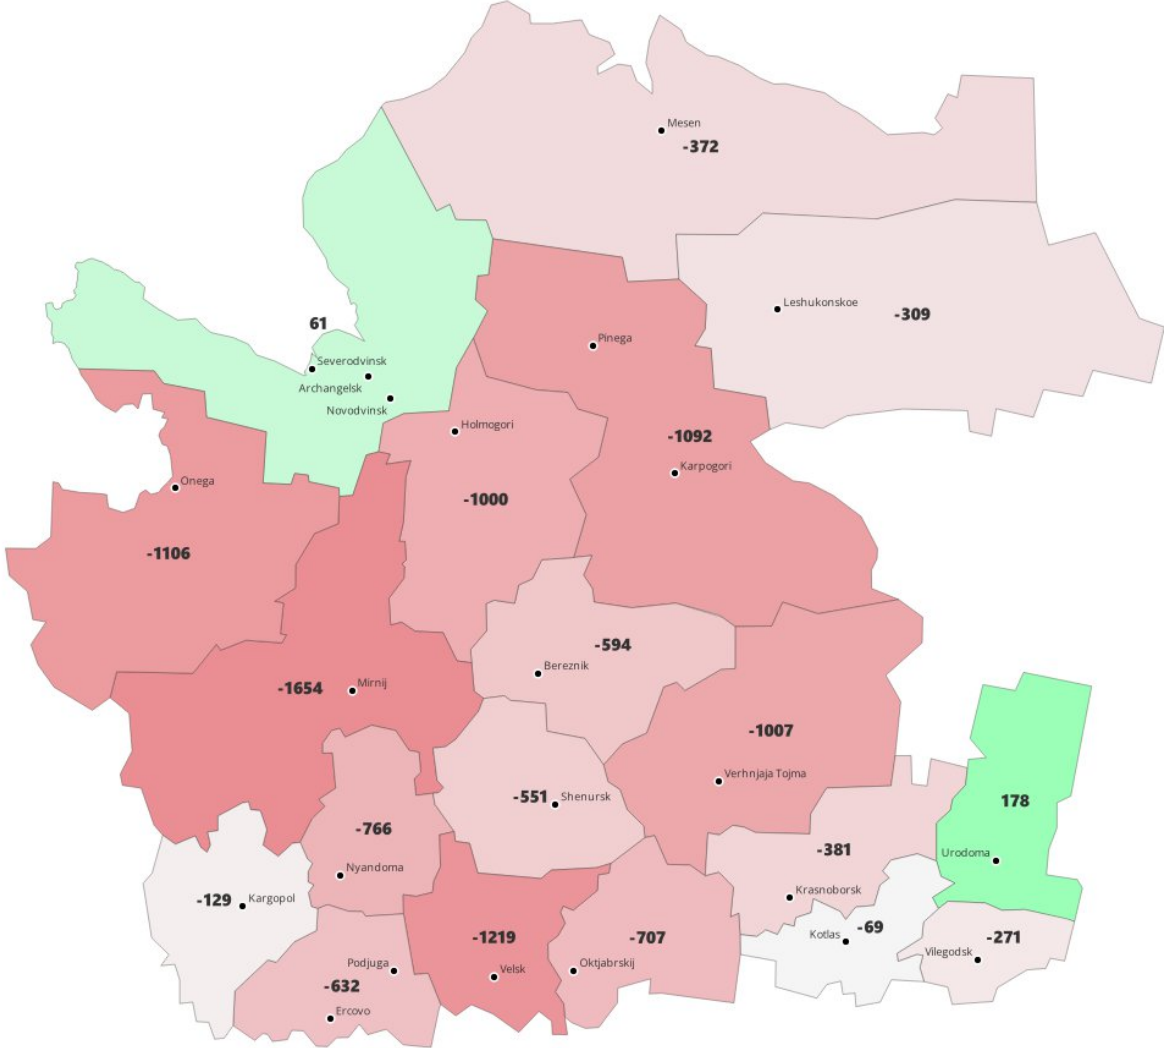 Mesen
-372
Leshukonskoe
-309
61
Severodvinsk
Archangelsk
Novodvinsk
Pinega
Holmogori
-1092
Karpogori
Onega
-1000
-1106
-594
Bereznik
Mirnij
-1654
-1007
Verhnjaja Tojma
-551
Shenursk
178
-766
-381
Urodoma
Nyandoma
Krasnoborsk
-129
Kargopol
-69
Kotlas
-1219
-707
-271
Vilegodsk
Podjuga
Velsk
Oktjabrskij
-632
Ercovo